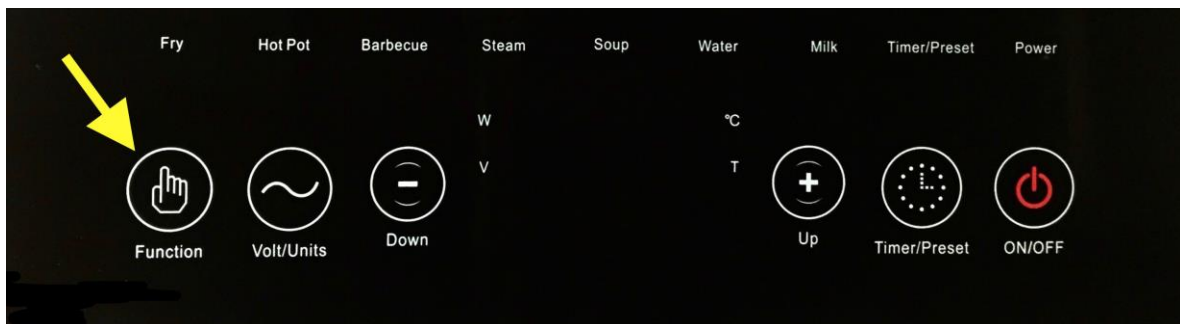 Fry Hot Pot Barbecue Steam Soup Water Milk Timer/Preset Power
W °C
V T
Function Volt/Units Down Up Timer/Preset ON/OFF